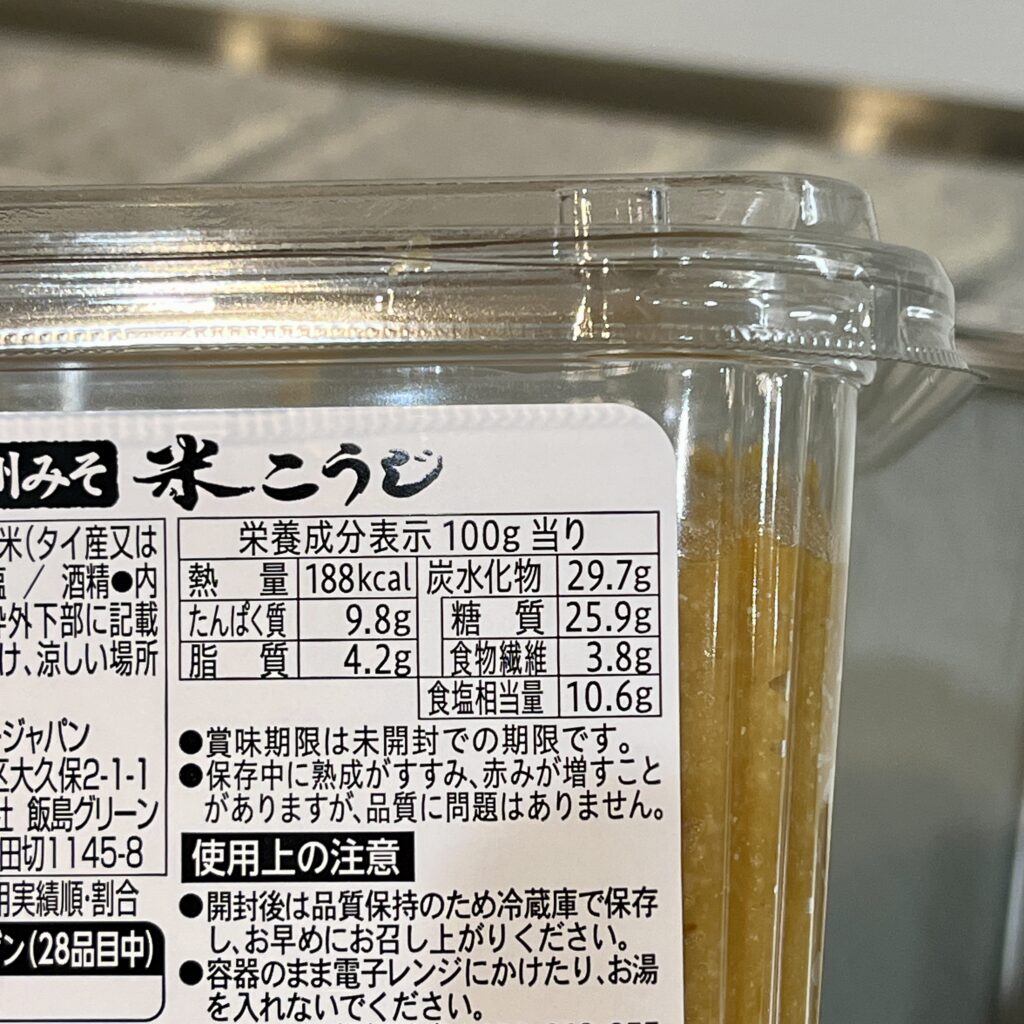 州みそ 米こうじ
米(タイ産又は
塩 / 酒精●内
枠外下部に記載
け、涼しい場所
ジャパン
区大久保2-1-1
社 飯島グリーン
田切1145-8
用実績順・割合
ン(28品目中)
栄養成分表示 100g 当り
熱 量 188kcal 炭水化物 29.7g
たんぱく質 9.8g 糖 質 25.9g
脂 質 4.2g 食物繊維 3.8g
食塩相当量 10.6g
●賞味期限は未開封での期限です。
●保存中に熟成がすすみ、赤みが増すこと
がありますが、品質に問題はありません。
使用上の注意
●開封後は品質保持のため冷蔵庫で保存
し、お早めにお召し上がりください。
●容器のまま電子レンジにかけたり、お湯
を入れないでください。